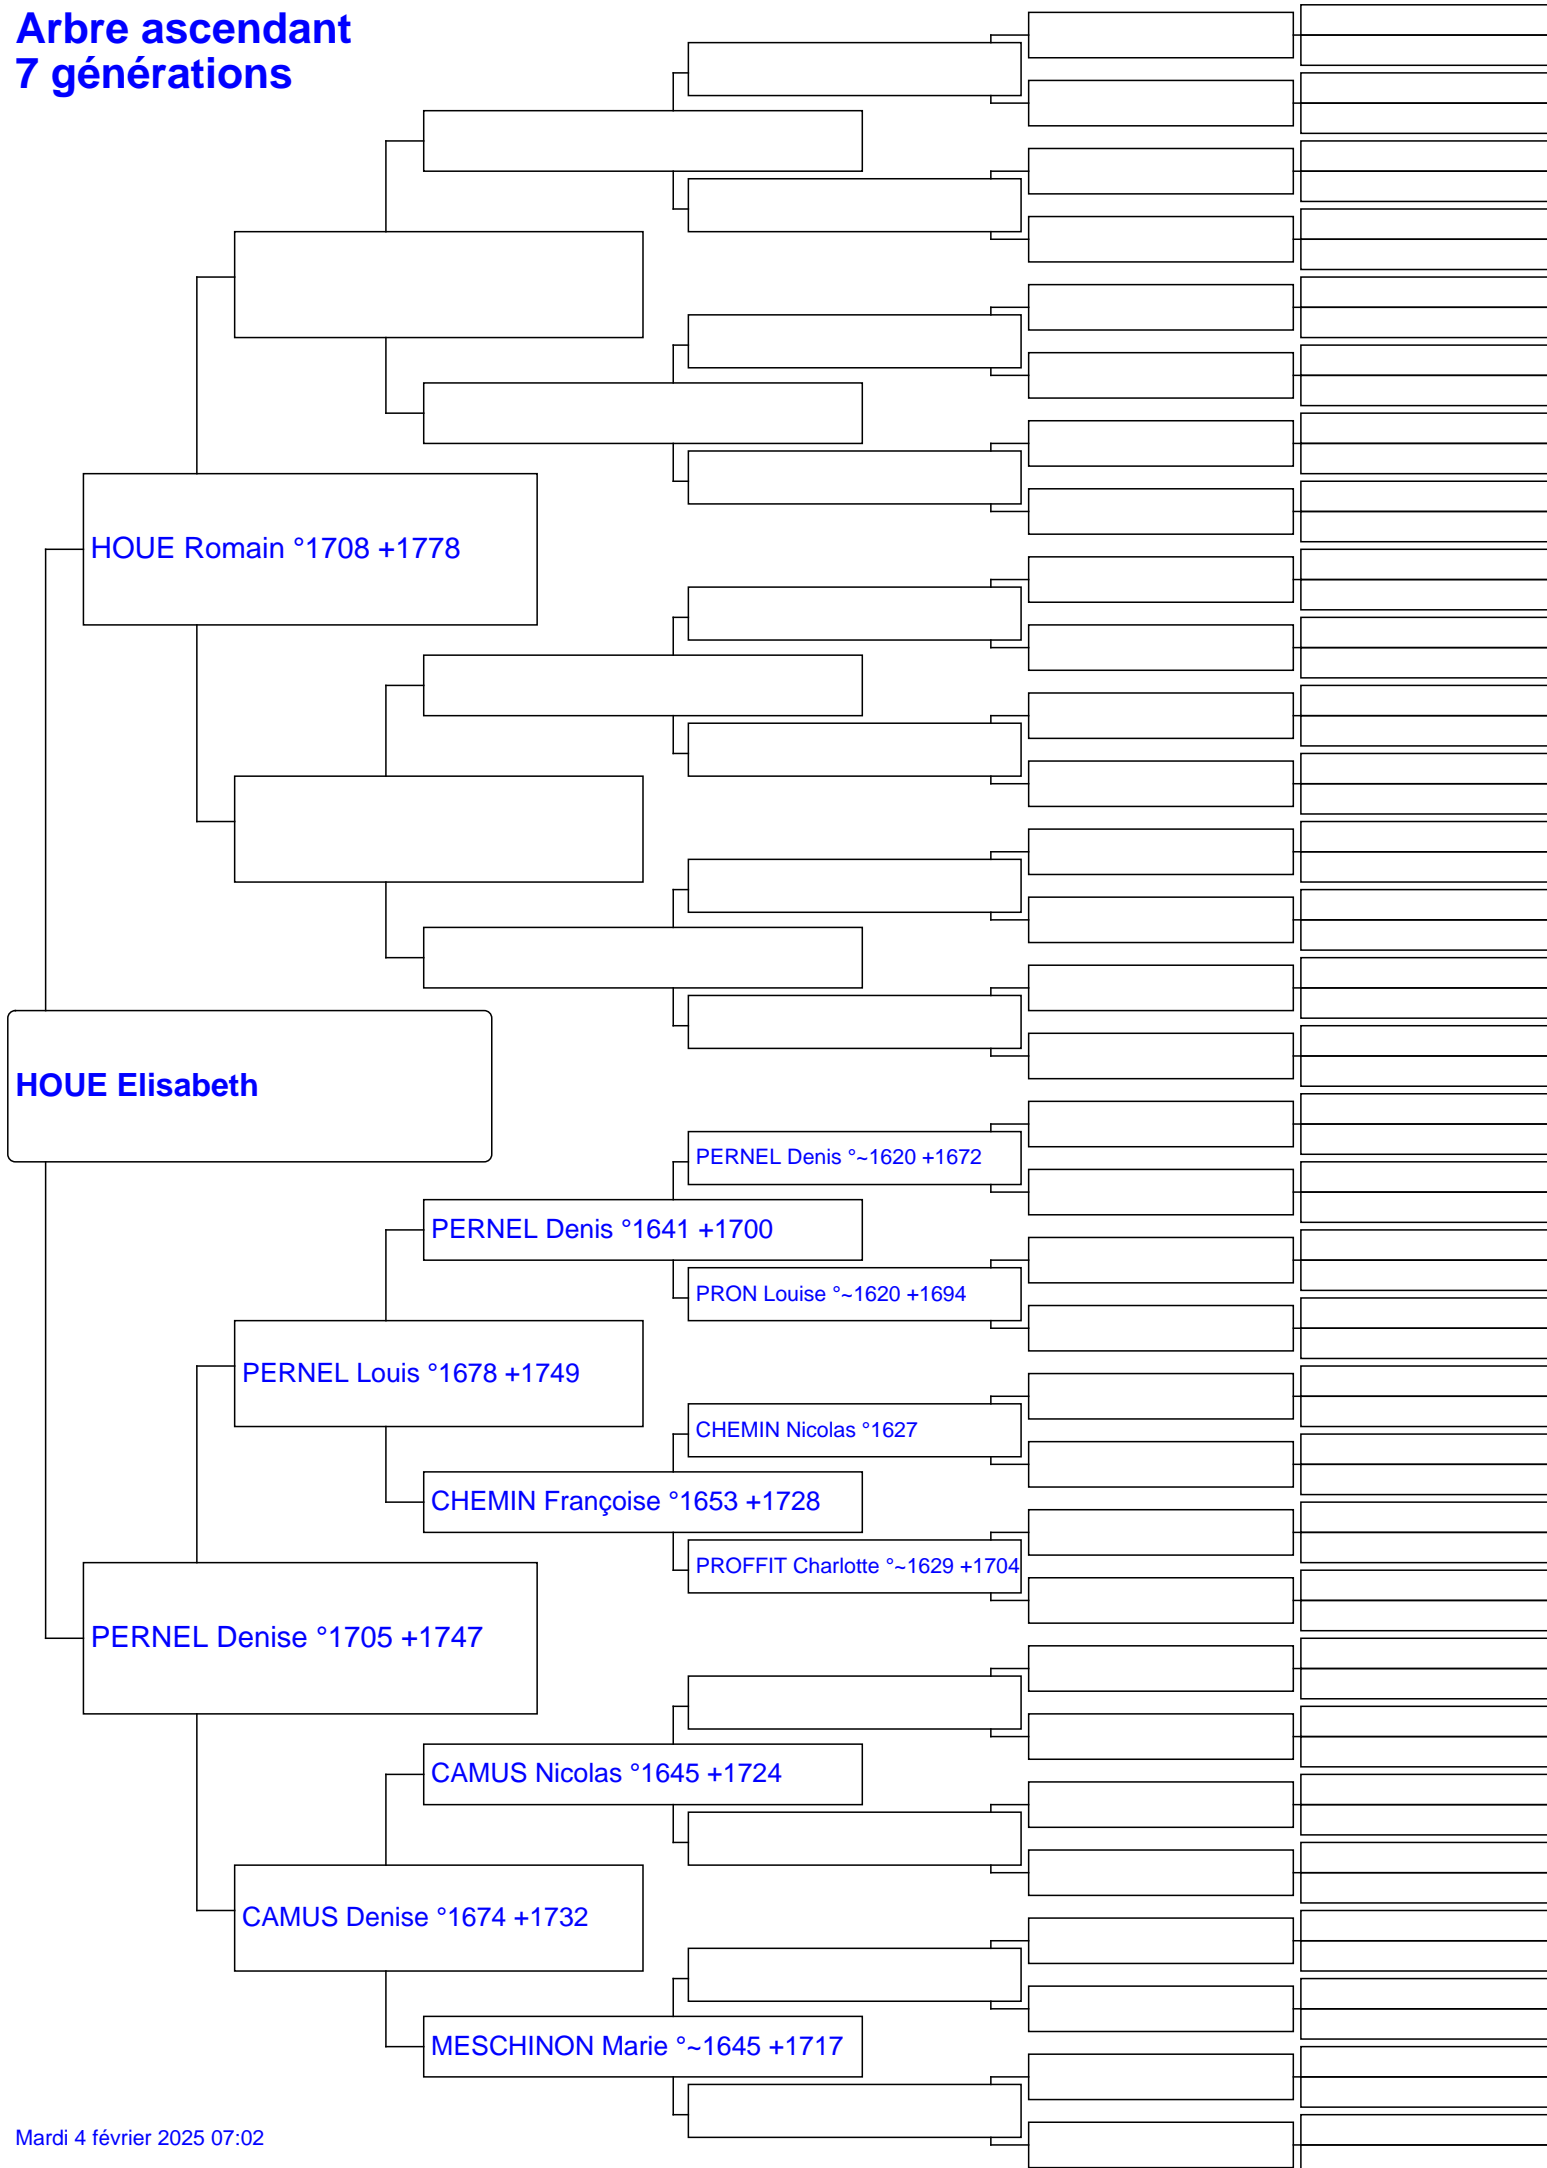 Arbre ascendant
7 générations
HOUE Romain °1708 +1778
HOUE Elisabeth
PERNEL Denis °~1620 +1672
PERNEL Denis °1641 +1700
PRON Louise °~1620 +1694
PERNEL Louis °1678 +1749
CHEMIN Nicolas °1627
CHEMIN Françoise °1653 +1728
PROFFIT Charlotte °~1629 +1704
PERNEL Denise °1705 +1747
CAMUS Nicolas °1645 +1724
CAMUS Denise °1674 +1732
MESCHINON Marie °~1645 +1717
Mardi 4 février 2025 07:02